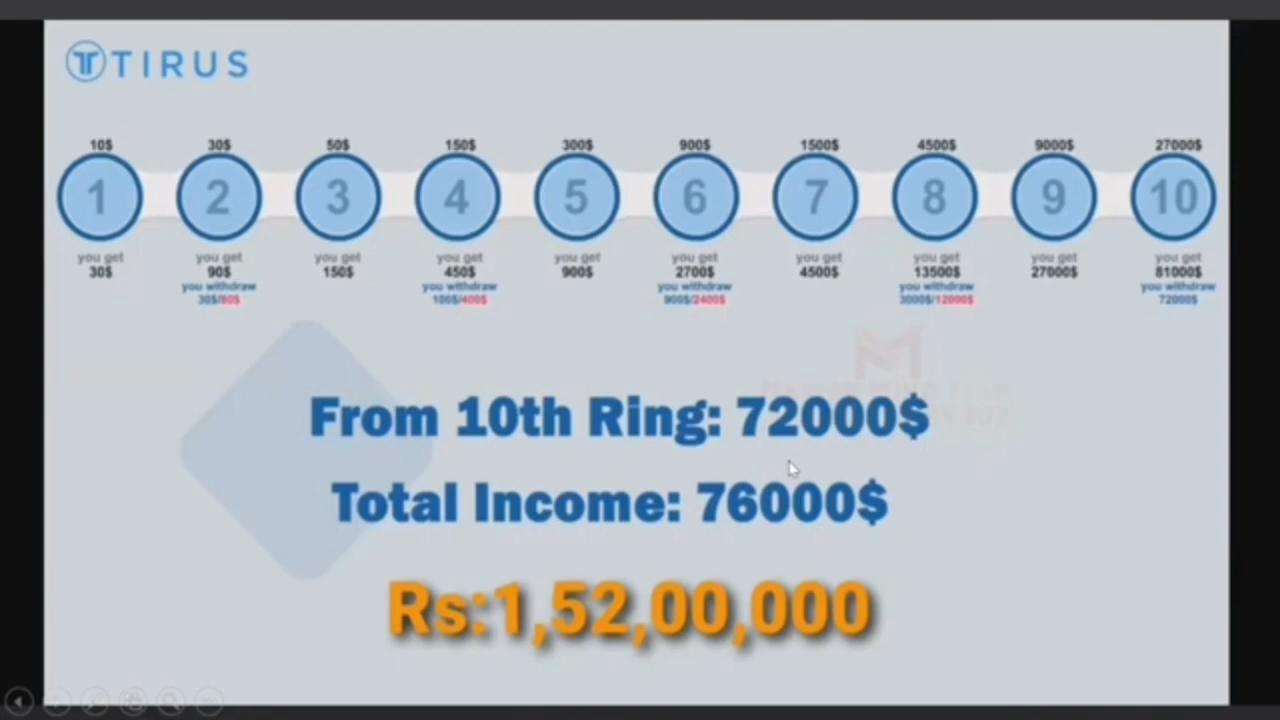 TIRUS
10$ 30$ 50$ 150$ 300$ 900$ 1500$ 4500$ 9000$ 27000$
1 2 3 4 5 6 7 8 9 10
you get you get you get you get you get you get you get you get you get you get
30$ 90$ 150$ 450$ 900$ 2700$ 4500$ 13500$ 27000$ 81000$
you withdraw you withdraw you withdraw you withdraw you withdraw
30$/80$ 100$/400$ 900$/2400$ 3000$/12000$ 72000$
From 10th Ring: 72000$
Total Income: 76000$
Rs:1,52,00,000